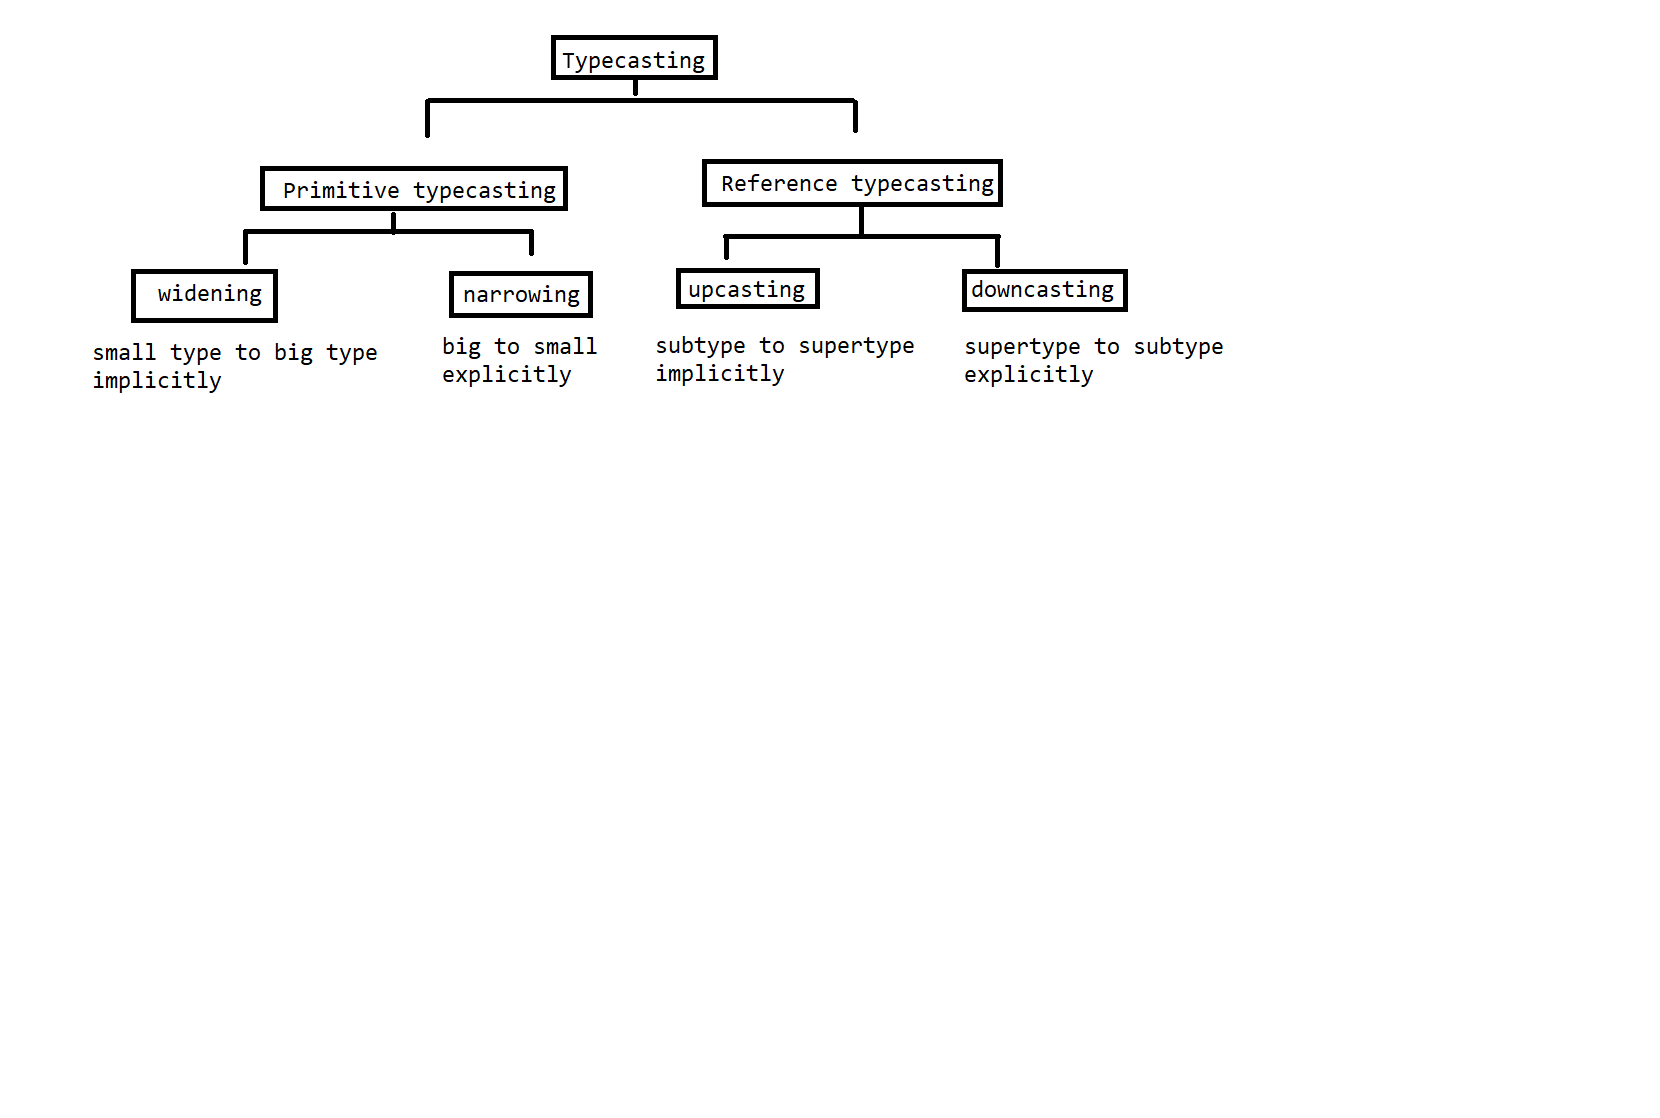 Typecasting
Primitive typecasting
Reference typecasting
widening
narrowing
upcasting
downcasting
small type to big type
implicitly
big to small
explicitly
subtype to supertype
implicitly
supertype to subtype
explicitly